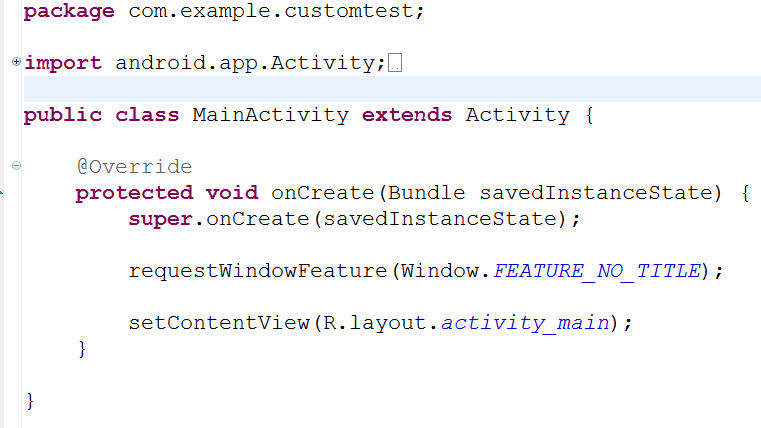 package com.example.customtest;
import android.app.Activity;
public class MainActivity extends Activity {
@Override
protected void onCreate(Bundle savedInstanceState) {
super.onCreate(savedInstanceState);
requestWindowFeature(Window.FEATURE_NO_TITLE);
setContentView(R.layout.activity_main);
}
}